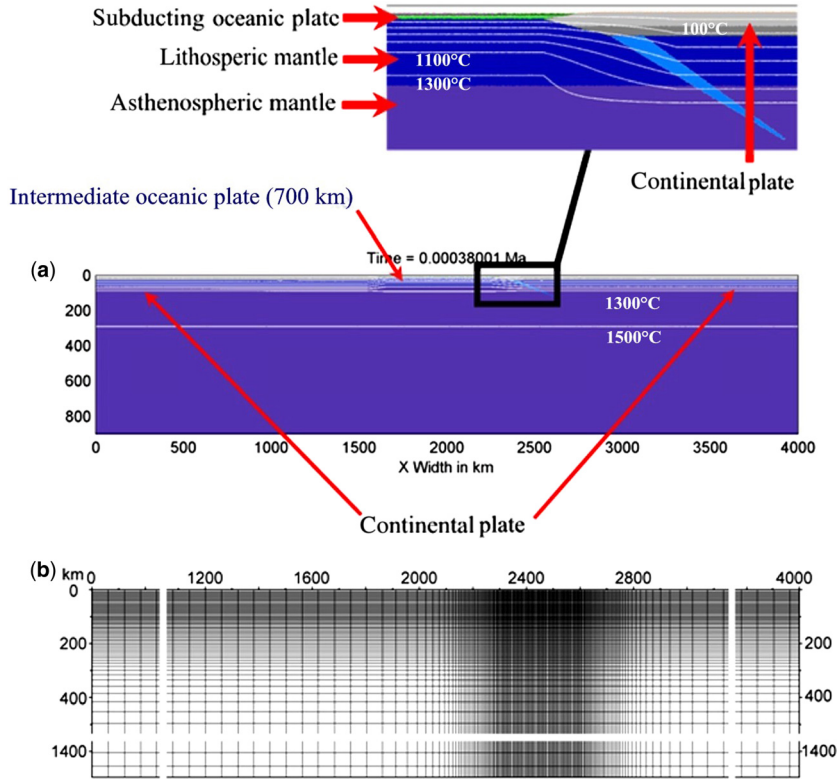 Subducting oceanic plate
100°C
Lithosperic mantle
1100°C
1300°C
Asthenospheric mantle
Continental plate
Intermediate oceanic plate (700 km)
(a)
Time = 0.00038001 Ma
0
200
400
600
800
1300°C
1500°C
0 500 1000 1500 2000 2500 3000 3500 4000
X Width in km
Continental plate
(b)
km 0 1200 1600 2000 2400 2800 4000
0
200 200
400 400
1400 1400